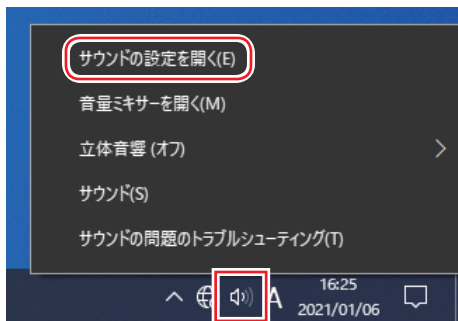 サウンドの設定を開く(E)
音量ミキサーを開く(M)
立体音響 (オフ)
サウンド(S)
サウンドの問題のトラブルシューティング(T)
A
16:25
2021/01/06